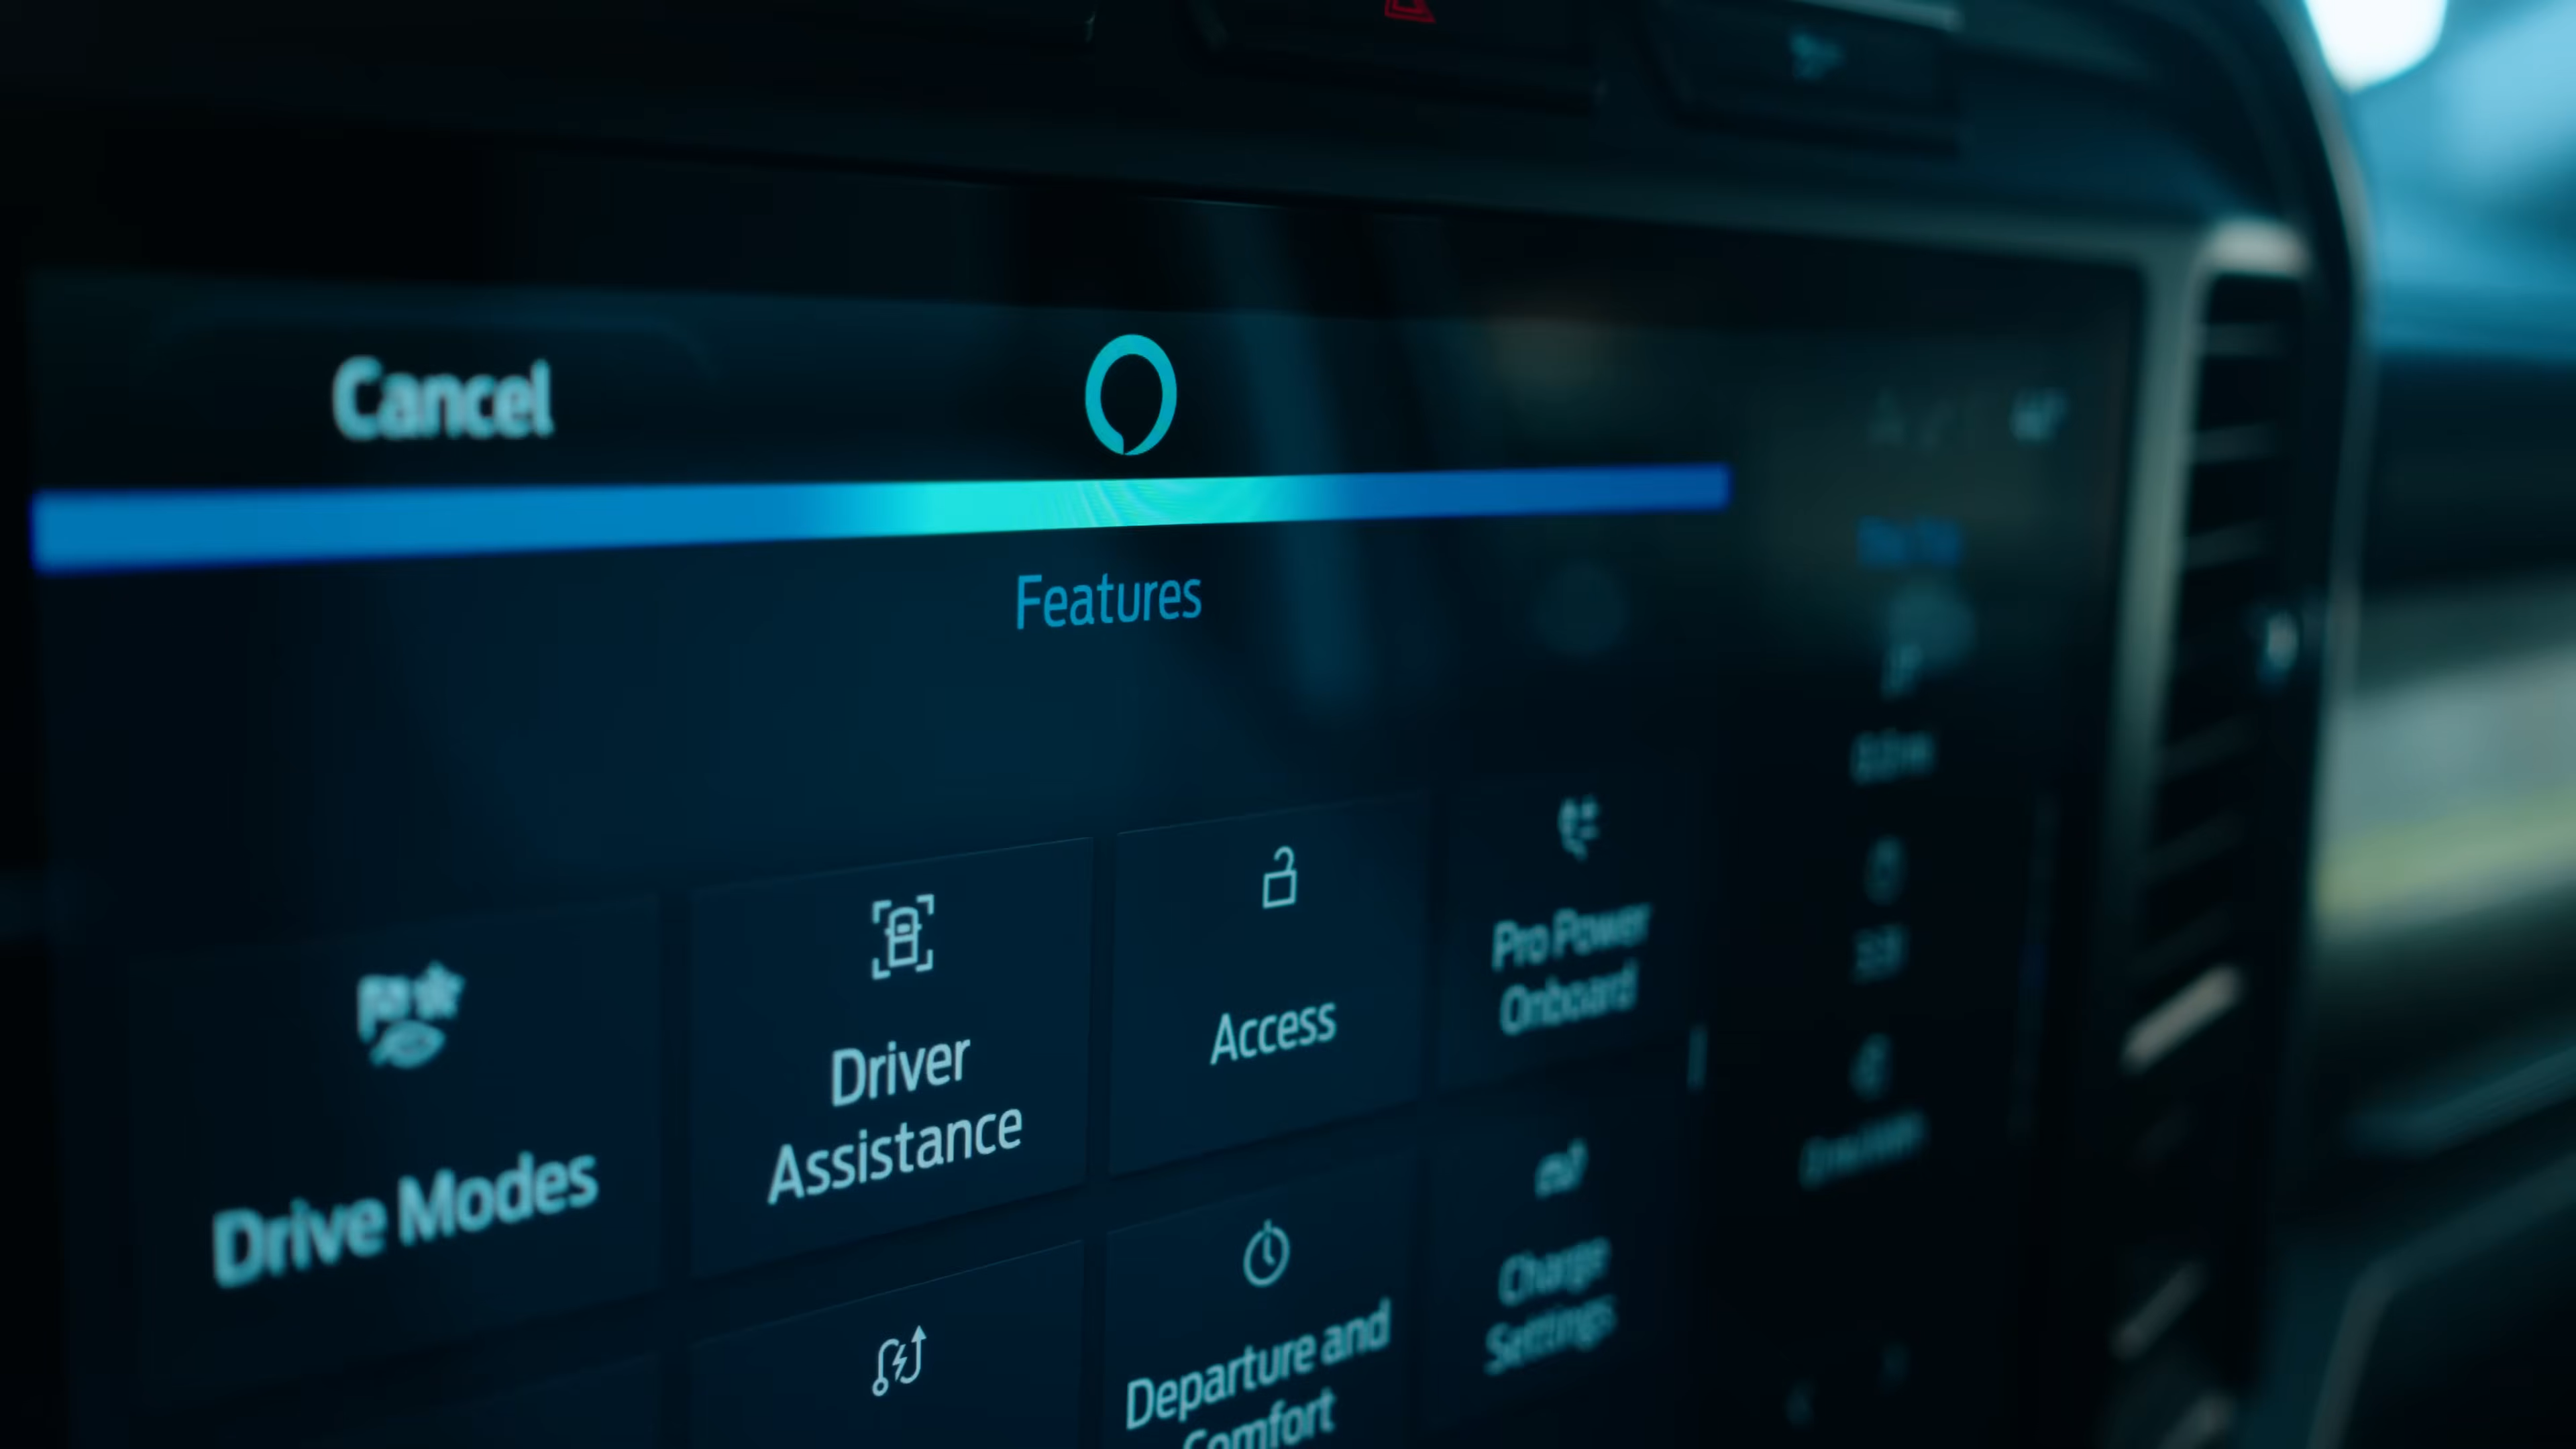 Cancel
Features
Drive Modes
Driver
Assistance
Access
Pro Power
Onboard
Departure and
Comfort
Charge
Settings